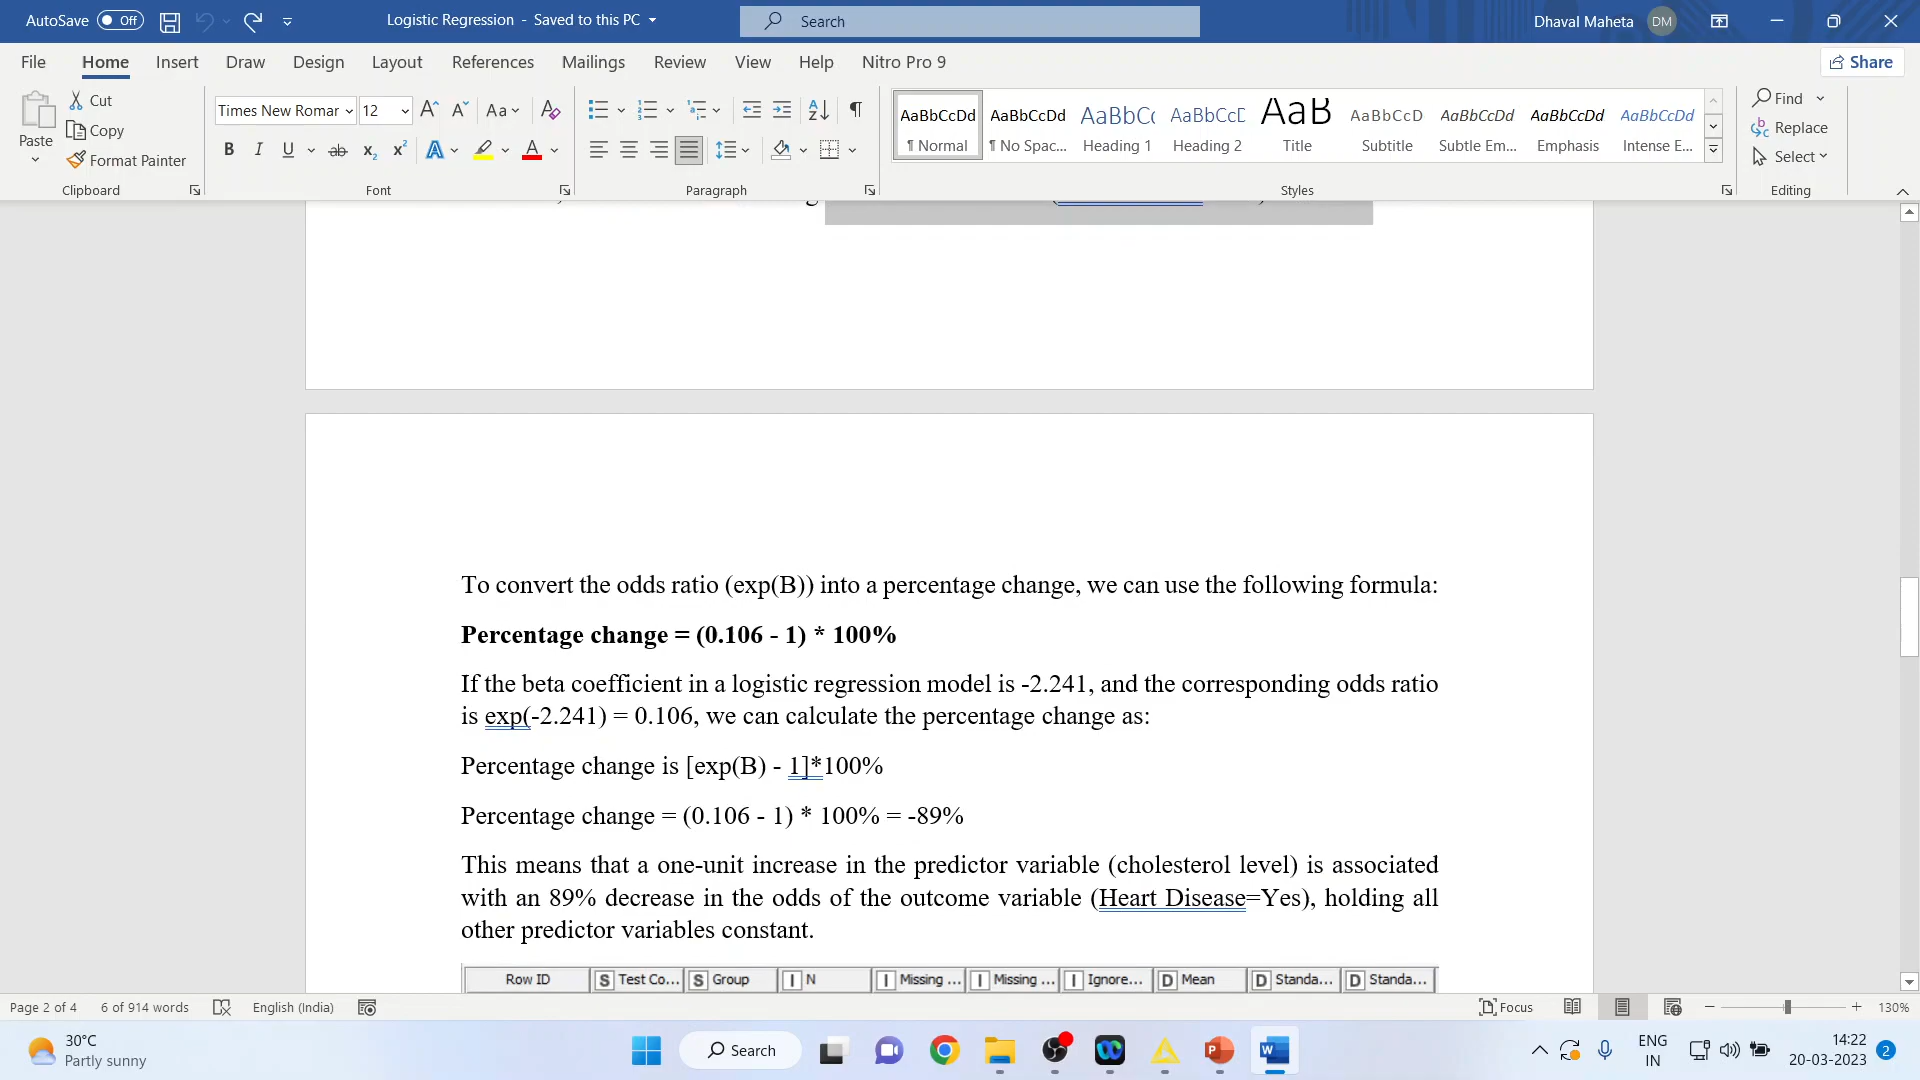 AutoSave Off Logistic Regression - Saved to this PC Search Dhaval Maheta DM
File Home Insert Draw Design Layout References Mailings Review View Help Nitro Pro 9 Share
Paste Cut Copy Format Painter Clipboard
Times New Romar 12 Aa B I U ab x₂ x² A A Font
Paragraph
AaBbCcDd AaBbCcDd AaBbC AaBbCcE AaB AaBbCcD AaBbCcDd AaBbCcDd AaBbCcDd
¶ Normal ¶ No Spac... Heading 1 Heading 2 Title Subtitle Subtle Em... Emphasis Intense E...
Styles
Find Replace Select Editing
To convert the odds ratio (exp(B)) into a percentage change, we can use the following formula:
Percentage change = (0.106 - 1) * 100%
If the beta coefficient in a logistic regression model is -2.241, and the corresponding odds ratio
is exp(-2.241) = 0.106, we can calculate the percentage change as:
Percentage change is [exp(B) - 1]*100%
Percentage change = (0.106 - 1) * 100% = -89%
This means that a one-unit increase in the predictor variable (cholesterol level) is associated
with an 89% decrease in the odds of the outcome variable (Heart Disease=Yes), holding all
other predictor variables constant.
Row ID S Test Co... S Group I N I Missing ... I Missing ... I Ignore... D Mean D Standa... D Standa...
Page 2 of 4 6 of 914 words English (India) Focus 130%
30°C
Partly sunny
Search
ENG
IN
14:22
20-03-2023 2